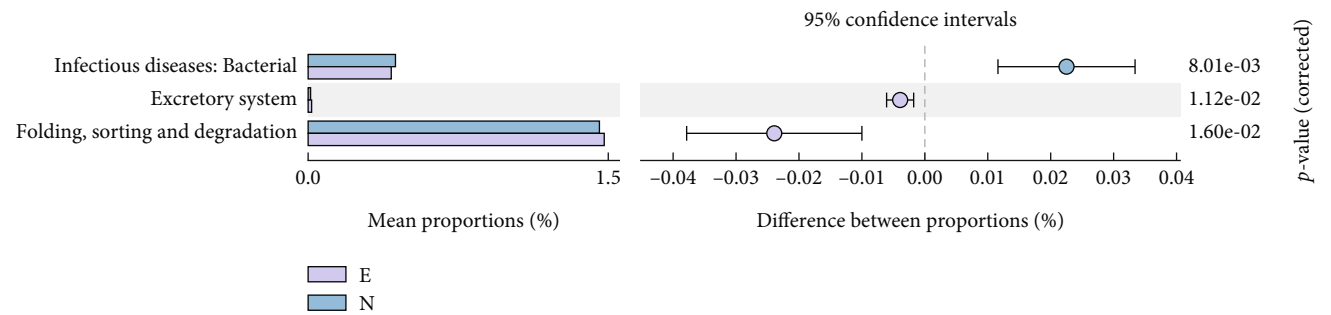 95% confidence intervals
Infectious diseases: Bacterial
8.01e-03
Excretory system
1.12e-02
Folding, sorting and degradation
1.60e-02
p-value (corrected)
0.0 1.5
−0.04 −0.03 −0.02 −0.01 0.00 0.01 0.02 0.03 0.04
Mean proportions (%)
Difference between proportions (%)
E
N